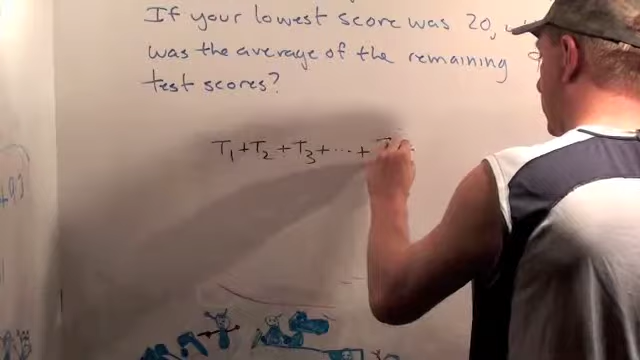 If your lowest score was 20,
was the average of the remaining
test scores?
T1+T2+T3+...+T